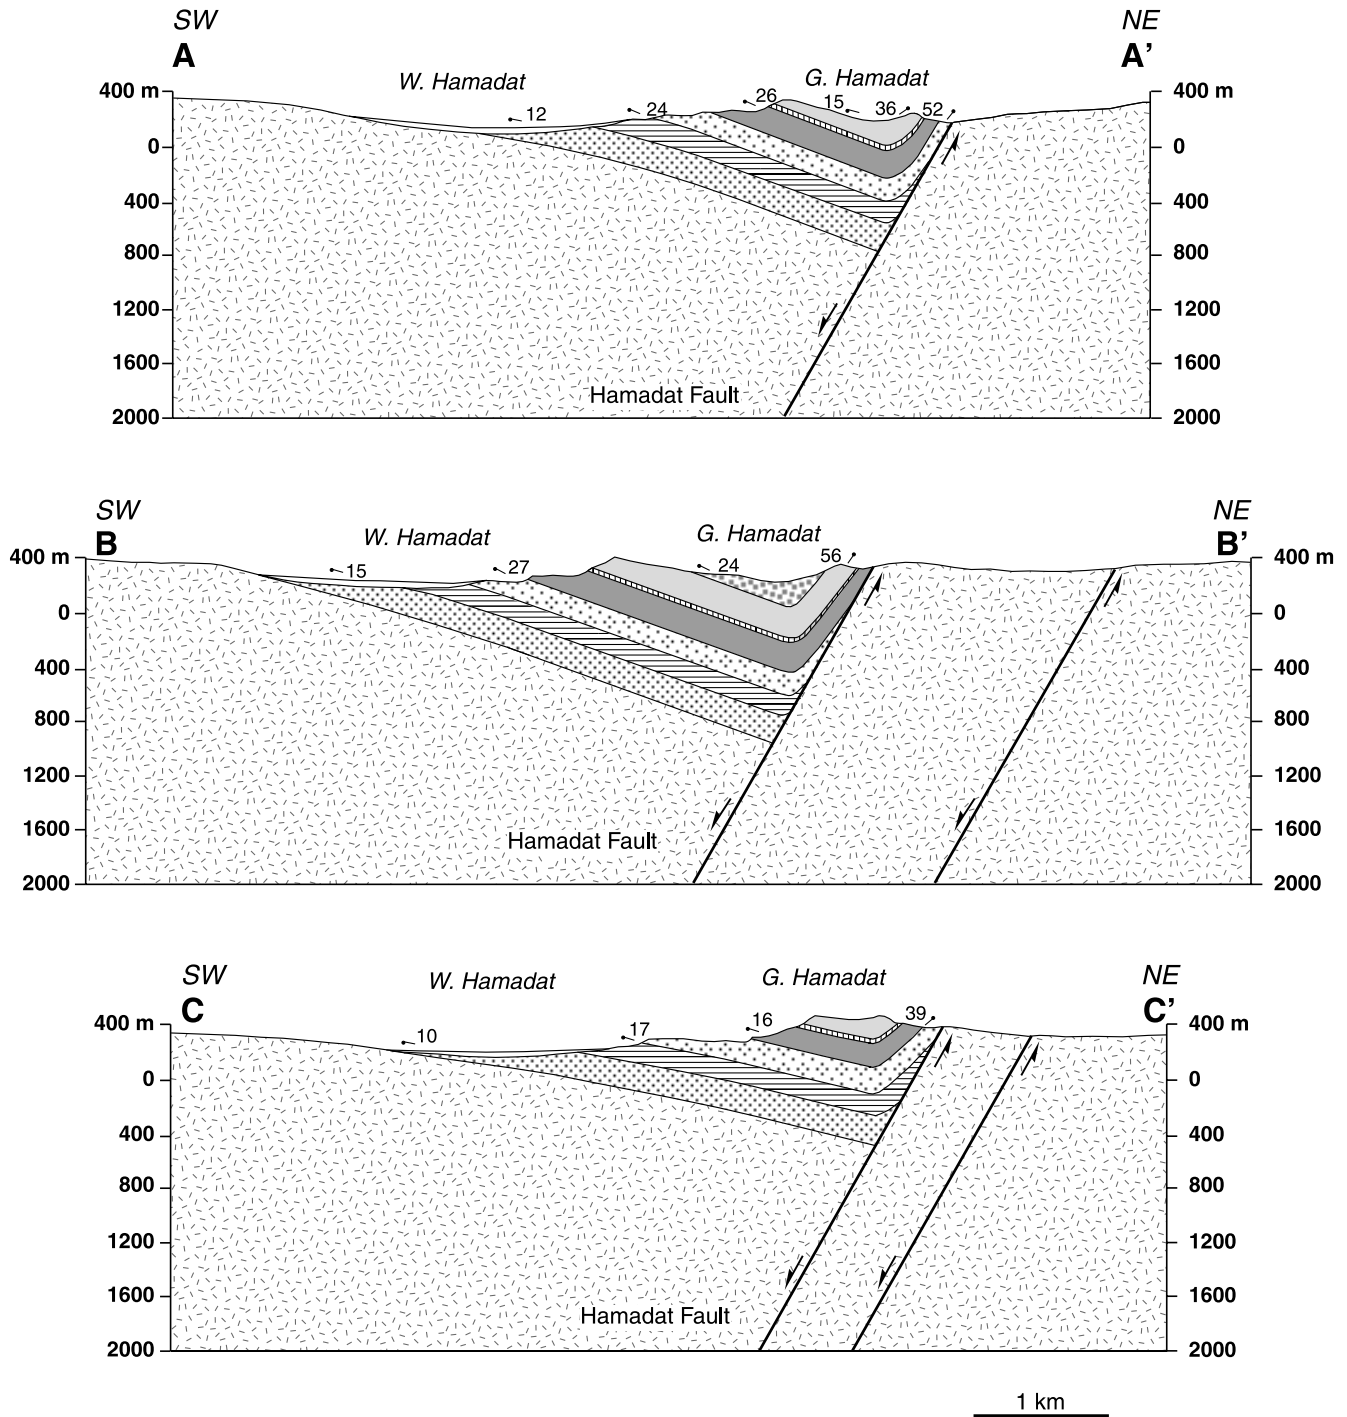 SW NE
A A’
W. Hamadat G. Hamadat
400 m 12 24 26 15 36 52 400 m
0 0
400 400
800 800
1200 1200
1600 1600
Hamadat Fault
2000 2000
SW NE
B B’
W. Hamadat G. Hamadat
400 m 15 27 24 56 400 m
0 0
400 400
800 800
1200 1200
1600 1600
Hamadat Fault
2000 2000
SW NE
C C’
W. Hamadat G. Hamadat
400 m 10 17 16 39 400 m
0 0
400 400
800 800
1200 1200
1600 1600
Hamadat Fault
2000 2000
1 km